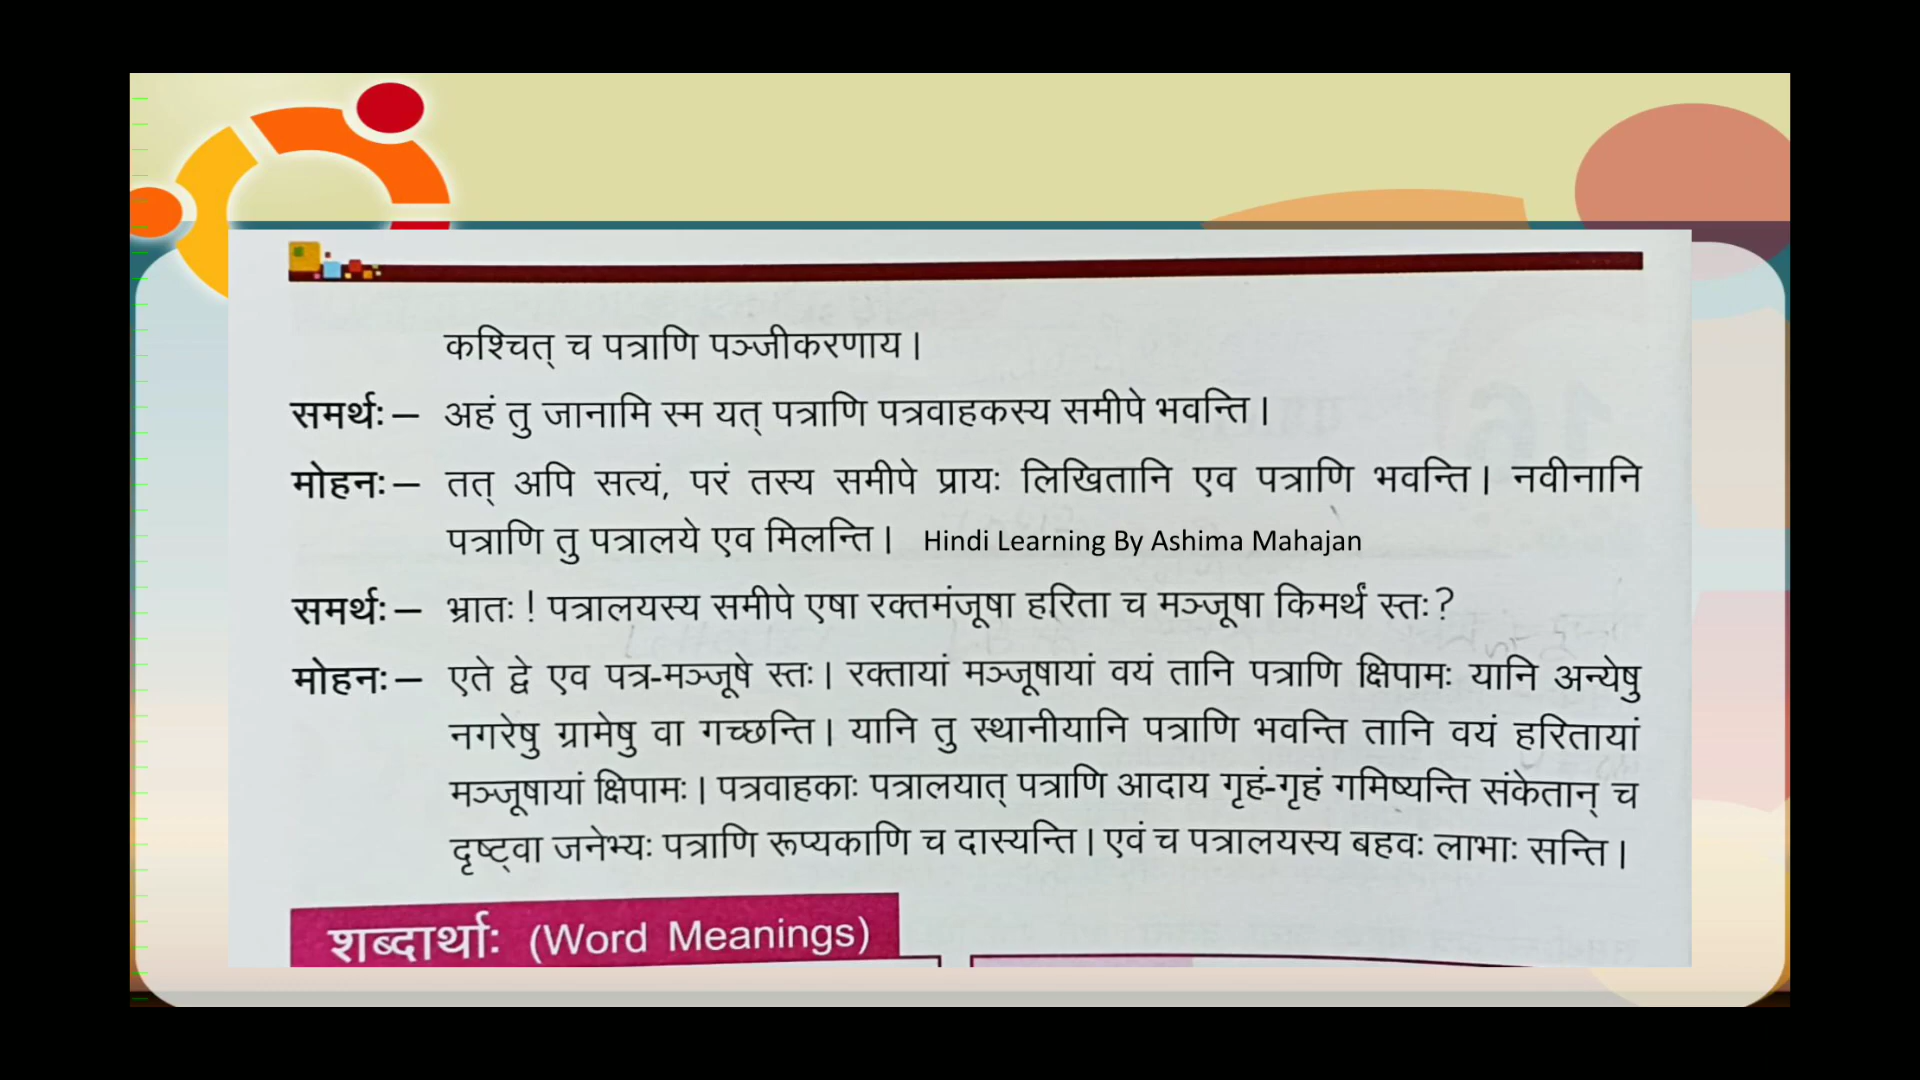 कश्चित् च पत्राणि पञ्जीकरणाय।
समर्थः— अहं तु जानामि स्म यत् पत्राणि पत्रवाहकस्य समीपे भवन्ति।
मोहनः— तत् अपि सत्यं, परं तस्य समीपे प्रायः लिखितानि एव पत्राणि भवन्ति। नवीनानि
पत्राणि तु पत्रालये एव मिलन्ति। Hindi Learning By Ashima Mahajan
समर्थः— भ्रातः ! पत्रालयस्य समीपे एषा रक्तमंजूषा हरिता च मञ्जूषा किमर्थं स्तः?
मोहनः— एते द्वे एव पत्र-मञ्जूषे स्तः। रक्तायां मञ्जूषायां वयं तानि पत्राणि क्षिपामः यानि अन्येषु
नगरेषु ग्रामेषु वा गच्छन्ति। यानि तु स्थानीयानि पत्राणि भवन्ति तानि वयं हरितायां
मञ्जूषायां क्षिपामः। पत्रवाहकाः पत्रालयात् पत्राणि आदाय गृहं-गृहं गमिष्यन्ति संकेतान् च
दृष्ट्वा जनेभ्यः पत्राणि रूप्यकाणि च दास्यन्ति। एवं च पत्रालयस्य बहवः लाभाः सन्ति।
शब्दार्थाः (Word Meanings)